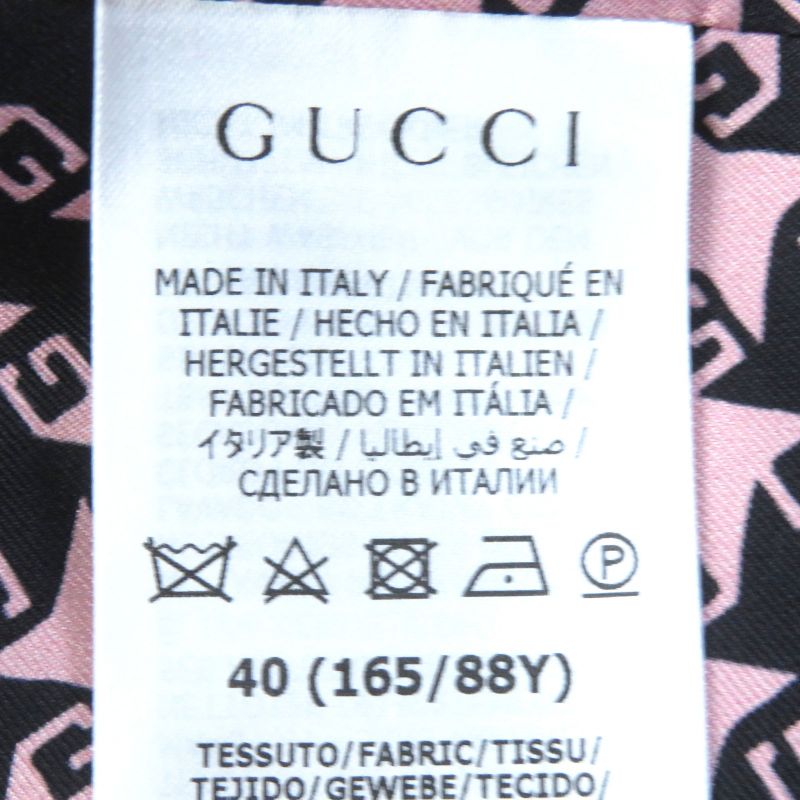 GUCCI
MADE IN ITALY / FABRIQUÉ EN
ITALIE / HECHO EN ITALIA /
HERGESTELLT IN ITALIEN /
FABRICADO EM ITÁLIA /
イタリア製 / صنع في إيطاليا /
СДЕЛАНО В ИТАЛИИ
P
40 (165/88Y)
TESSUTO/FABRIC/TISSU/
TEJIDO/GEWEBE/TECIDO/